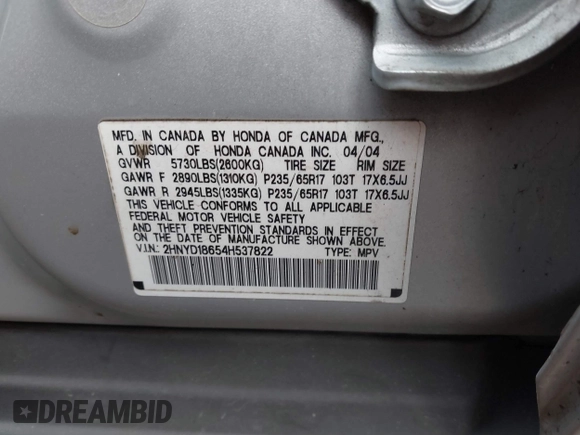 MFD. IN CANADA BY HONDA OF CANADA MFG.,
A DIVISION OF HONDA CANADA INC. 04/04
GVWR 5730LBS(2600KG) TIRE SIZE RIM SIZE
GAWR F 2890LBS(1310KG) P235/65R17 103T 17X6.5JJ
GAWR R 2945LBS(1335KG) P235/65R17 103T 17X6.5JJ
THIS VEHICLE CONFORMS TO ALL APPLICABLE
FEDERAL MOTOR VEHICLE SAFETY
AND THEFT PREVENTION STANDARDS IN EFFECT
ON THE DATE OF MANUFACTURE SHOWN ABOVE.
V.I.N.: 2HNYD18654H537822 TYPE: MPV
DREAMBID